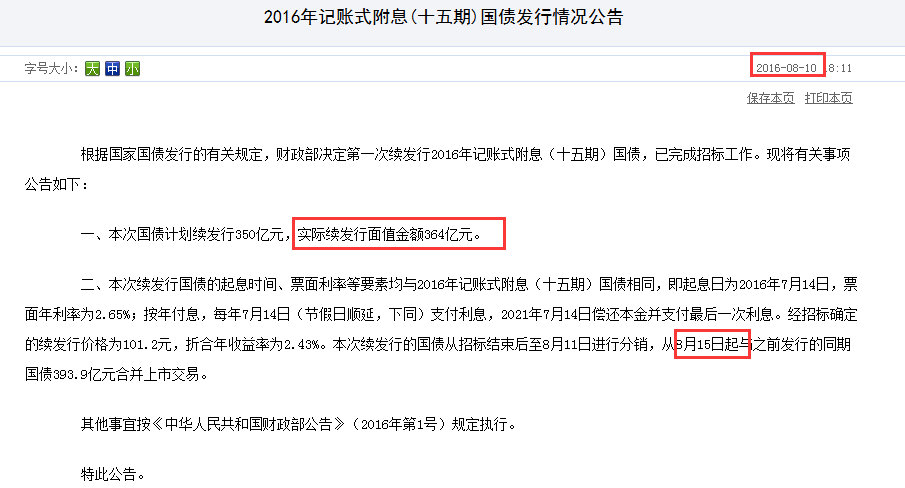 2016年记账式附息(十五期)国债发行情况公告
字号大小：大 中 小
2016-08-10 18:11
保存本页 打印本页
根据国家国债发行的有关规定，财政部决定第一次续发行2016年记账式附息（十五期）国债，已完成招标工作。现将有关事项
公告如下：
一、本次国债计划续发行350亿元，实际续发行面值金额364亿元。
二、本次续发行国债的起息时间、票面利率等要素均与2016年记账式附息（十五期）国债相同，即起息日为2016年7月14日，票
面年利率为2.65%；按年付息，每年7月14日（节假日顺延，下同）支付利息，2021年7月14日偿还本金并支付最后一次利息。经招标确定
的续发行价格为101.2元，折合年收益率为2.43%。本次续发行的国债从招标结束后至8月11日进行分销，从8月15日起与之前发行的同期
国债393.9亿元合并上市交易。
其他事宜按《中华人民共和国财政部公告》（2016年第1号）规定执行。
特此公告。